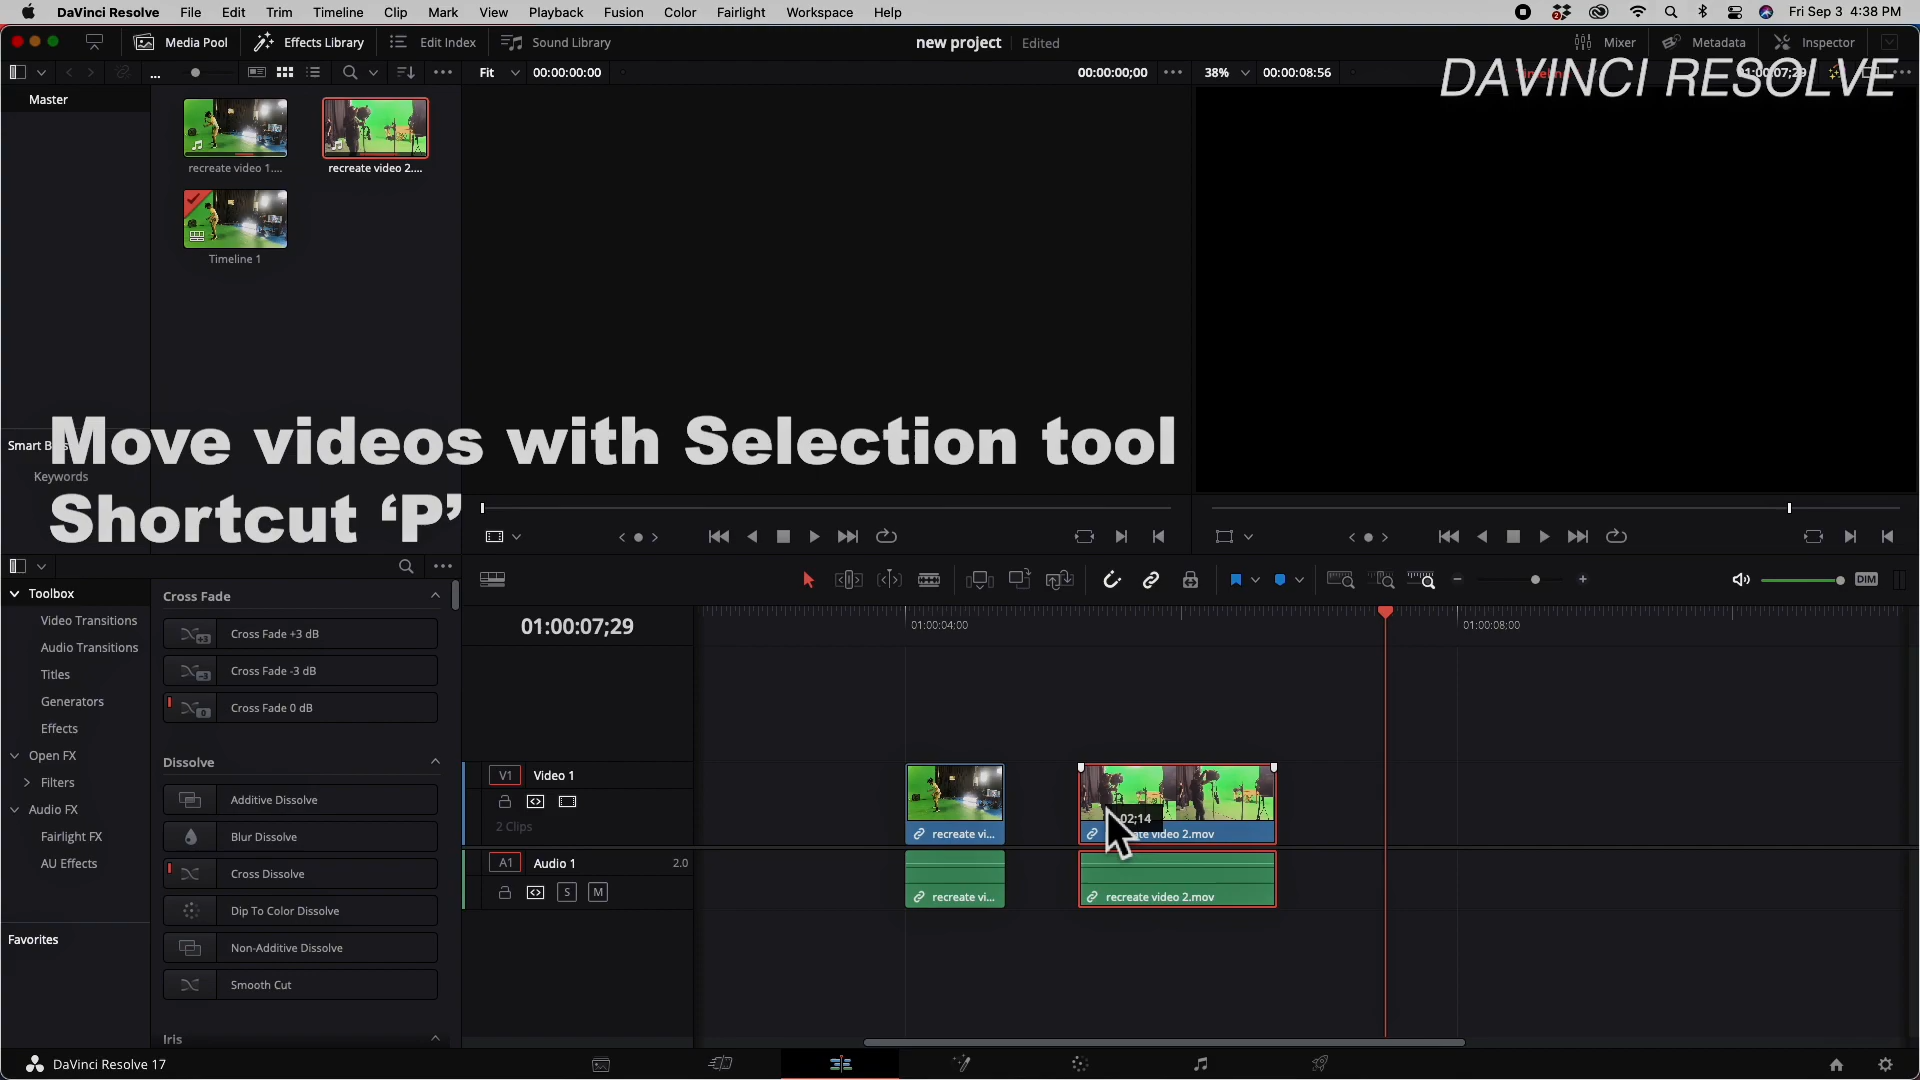 DaVinci Resolve File Edit Trim Timeline Clip Mark View Playback Fusion Color Fairlight Workspace Help Fri Sep 3 4:38 PM
Media Pool Effects Library Edit Index Sound Library new project Edited Mixer Metadata Inspector
... Fit 00:00:00:00 00:00:00;00 38% 00:00:08:56 01:00:07;29
DAVINCI RESOLVE
Master
recreate video 1.... recreate video 2....
Timeline 1
Move videos with Selection tool
Shortcut ‘P’
Keywords
Toolbox
Video Transitions
Audio Transitions
Titles
Generators
Effects
Open FX
Filters
Audio FX
Fairlight FX
AU Effects
Favorites
Cross Fade
Cross Fade +3 dB
Cross Fade -3 dB
Cross Fade 0 dB
Dissolve
Additive Dissolve
Blur Dissolve
Cross Dissolve
Dip To Color Dissolve
Non-Additive Dissolve
Smooth Cut
Iris
DIM
01:00:07;29 01:00:04:00 01:00:08;00
V1 Video 1
2 Clips
A1 Audio 1 2.0
S M
02;14
recreate vi... video 2.mov
recreate vi... recreate video 2.mov
DaVinci Resolve 17